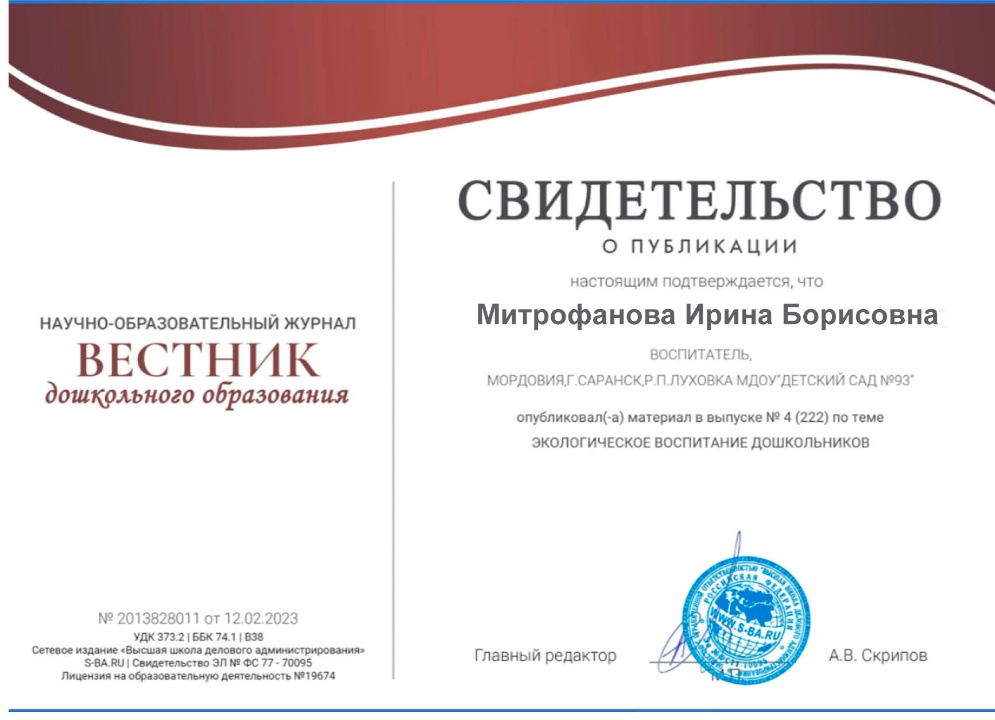 СВИДЕТЕЛЬСТВО
О ПУБЛИКАЦИИ
настоящим подтверждается, что
Митрофанова Ирина Борисовна
ВОСПИТАТЕЛЬ,
МОРДОВИЯ,Г.САРАНСК,Р.П.ЛУХОВКА МДОУ"ДЕТСКИЙ САД №93"
опубликовал(-а) материал в выпуске № 4 (222) по теме
ЭКОЛОГИЧЕСКОЕ ВОСПИТАНИЕ ДОШКОЛЬНИКОВ
НАУЧНО-ОБРАЗОВАТЕЛЬНЫЙ ЖУРНАЛ
ВЕСТНИК
дошкольного образования
№ 2013828011 от 12.02.2023
УДК 373.2 | ББК 74.1 | В38
Сетевое издание «Высшая школа делового администрирования»
S-BA.RU | Свидетельство ЭЛ № ФС 77 - 70095
Лицензия на образовательную деятельность №19674
Главный редактор
М.П.
А.В. Скрипов
РОССИЙСКАЯ ФЕДЕРАЦИЯ
WWW.S-BA.RU